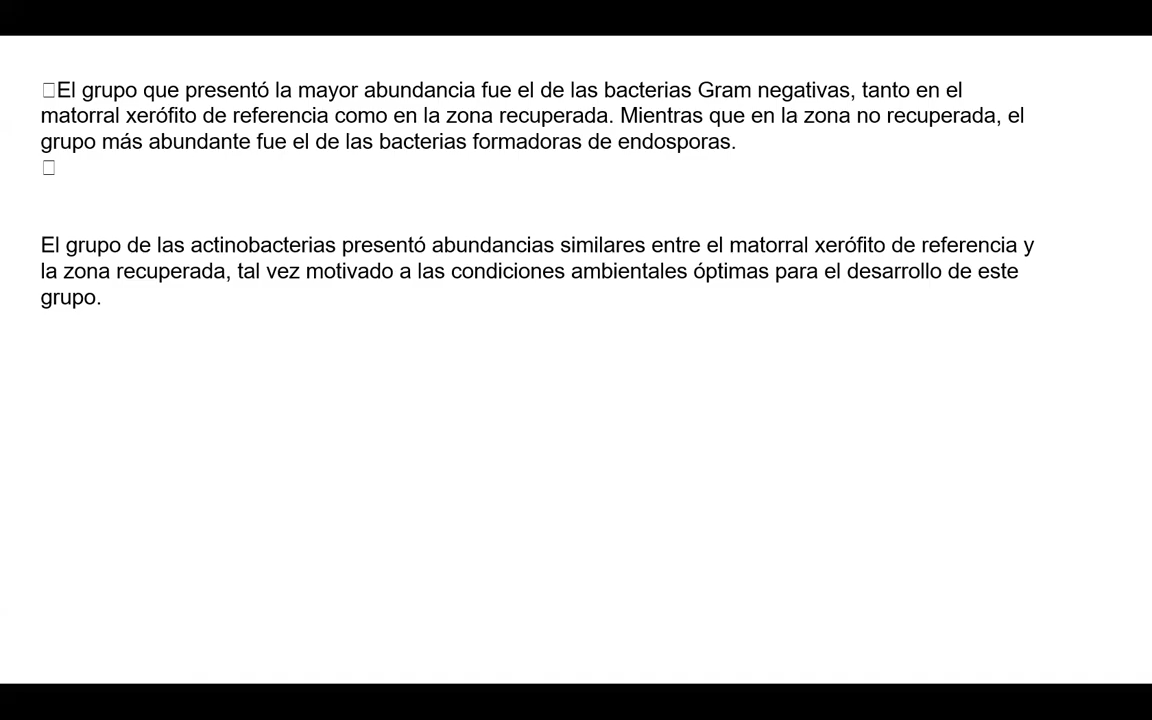 El grupo que presentó la mayor abundancia fue el de las bacterias Gram negativas, tanto en el
matorral xerófito de referencia como en la zona recuperada. Mientras que en la zona no recuperada, el
grupo más abundante fue el de las bacterias formadoras de endosporas.
El grupo de las actinobacterias presentó abundancias similares entre el matorral xerófito de referencia y
la zona recuperada, tal vez motivado a las condiciones ambientales óptimas para el desarrollo de este
grupo.